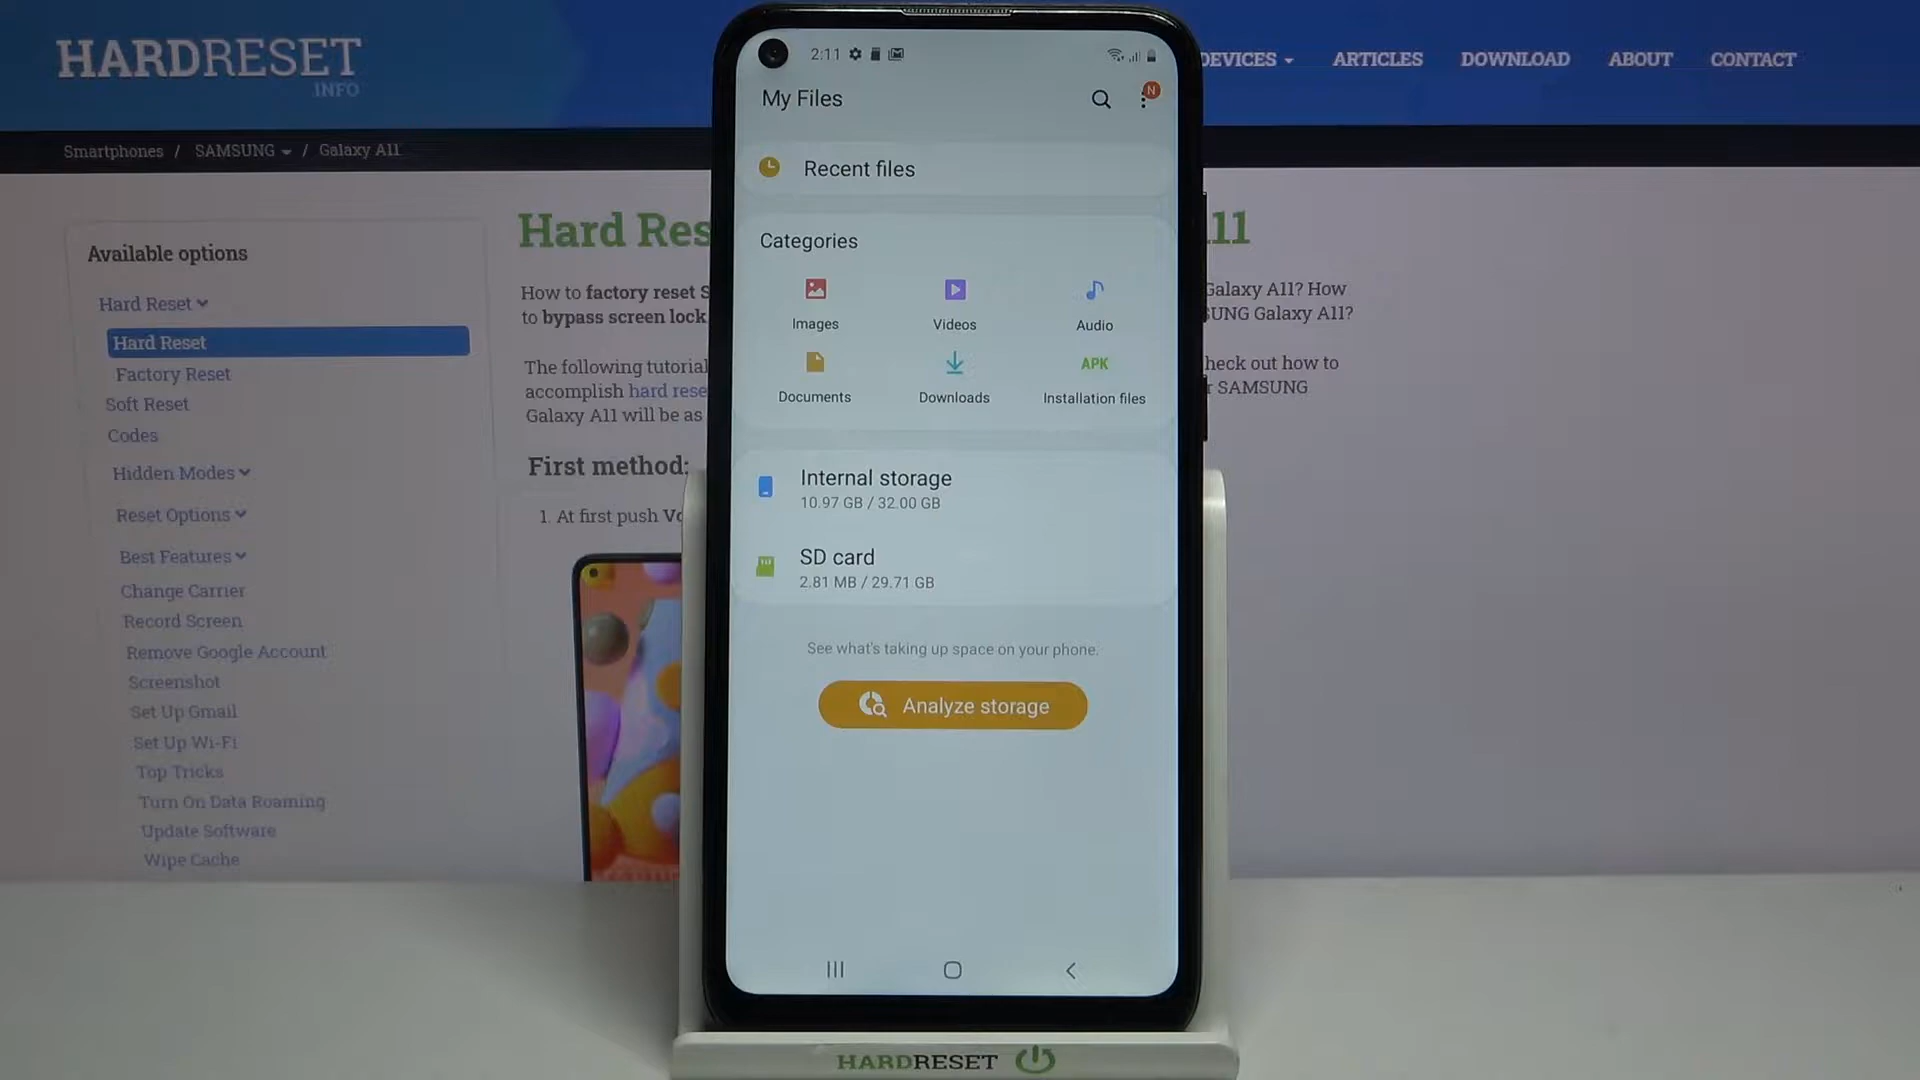 HARDRESET
INFO
DEVICES
ARTICLES
DOWNLOAD
ABOUT
CONTACT
Smartphones / SAMSUNG / Galaxy A11
Available options
Hard Reset
Hard Reset
Factory Reset
Soft Reset
Codes
Hidden Modes
Reset Options
Best Features
Change Carrier
Record Screen
Remove Google Account
Screenshot
Set Up Gmail
Set Up Wi-Fi
Top Tricks
Turn On Data Roaming
Update Software
Wipe Cache
Hard Res
How to factory reset S
to bypass screen lock
The following tutorial
accomplish hard rese
Galaxy A11 will be as
First method:
1. At first push Vo
2:11
My Files
N
Recent files
Categories
Images
Videos
Audio
Documents
Downloads
APK
Installation files
Internal storage
10.97 GB / 32.00 GB
SD card
2.81 MB / 29.71 GB
See what's taking up space on your phone.
Analyze storage
11
Galaxy A11? How
SUNG Galaxy A11?
heck out how to
r SAMSUNG
HARDRESET